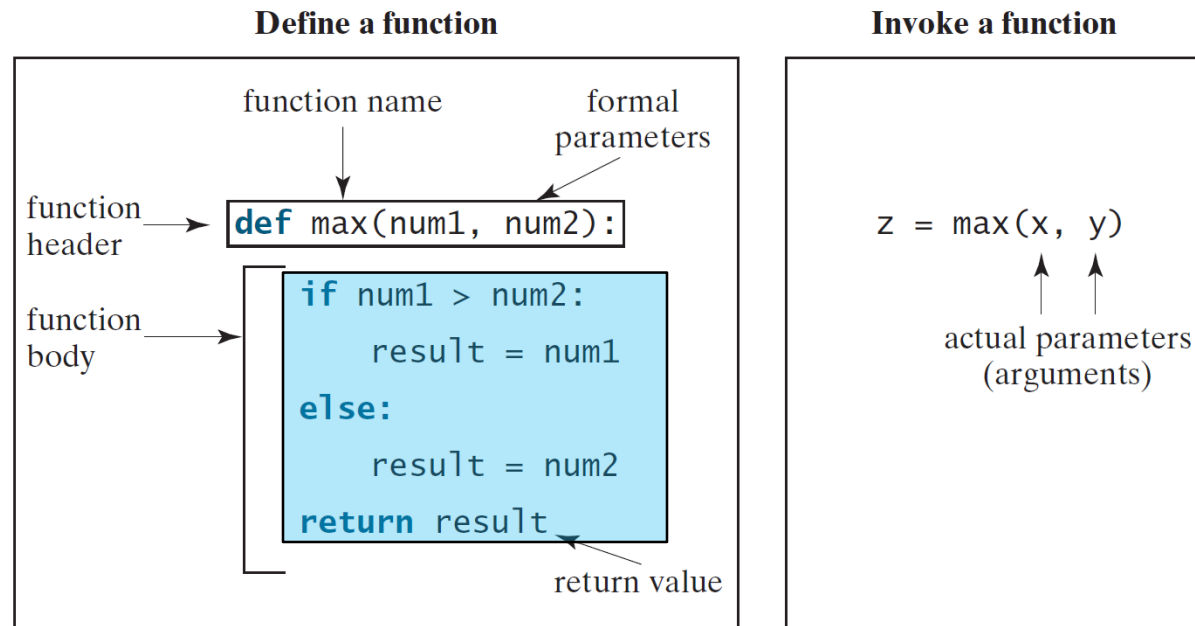 Define a function
function name
formal
parameters
function
header
def max(num1, num2):
function
body
if num1 > num2:
result = num1
else:
result = num2
return result
return value
Invoke a function
z = max(x, y)
actual parameters
(arguments)